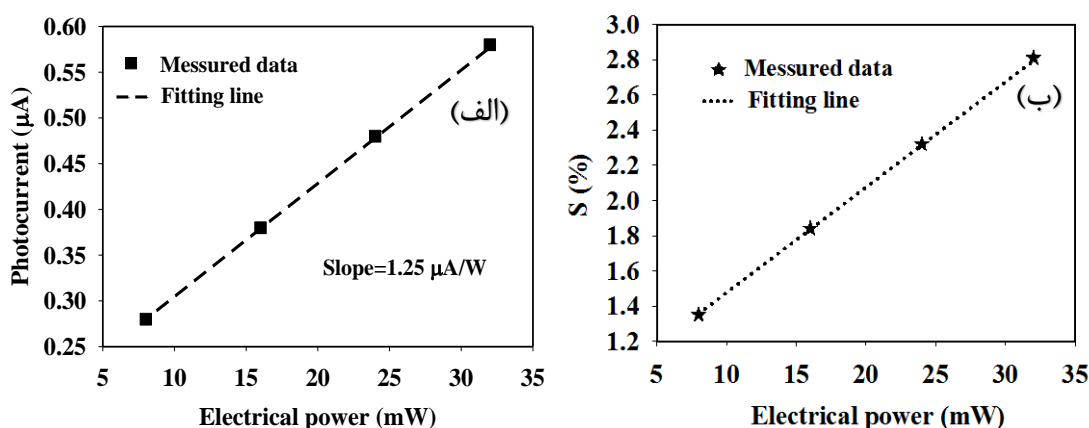 0.60
0.55
0.50
0.45
0.40
0.35
0.30
0.25
Photocurrent (μA)
Messured data
Fitting line
(الف)
Slope=1.25 μA/W
5 10 15 20 25 30 35
Electrical power (mW)
3.0
2.8
2.6
2.4
2.2
2.0
1.8
1.6
1.4
1.2
S (%)
Messured data
Fitting line
(ب)
5 10 15 20 25 30 35
Electrical power (mW)